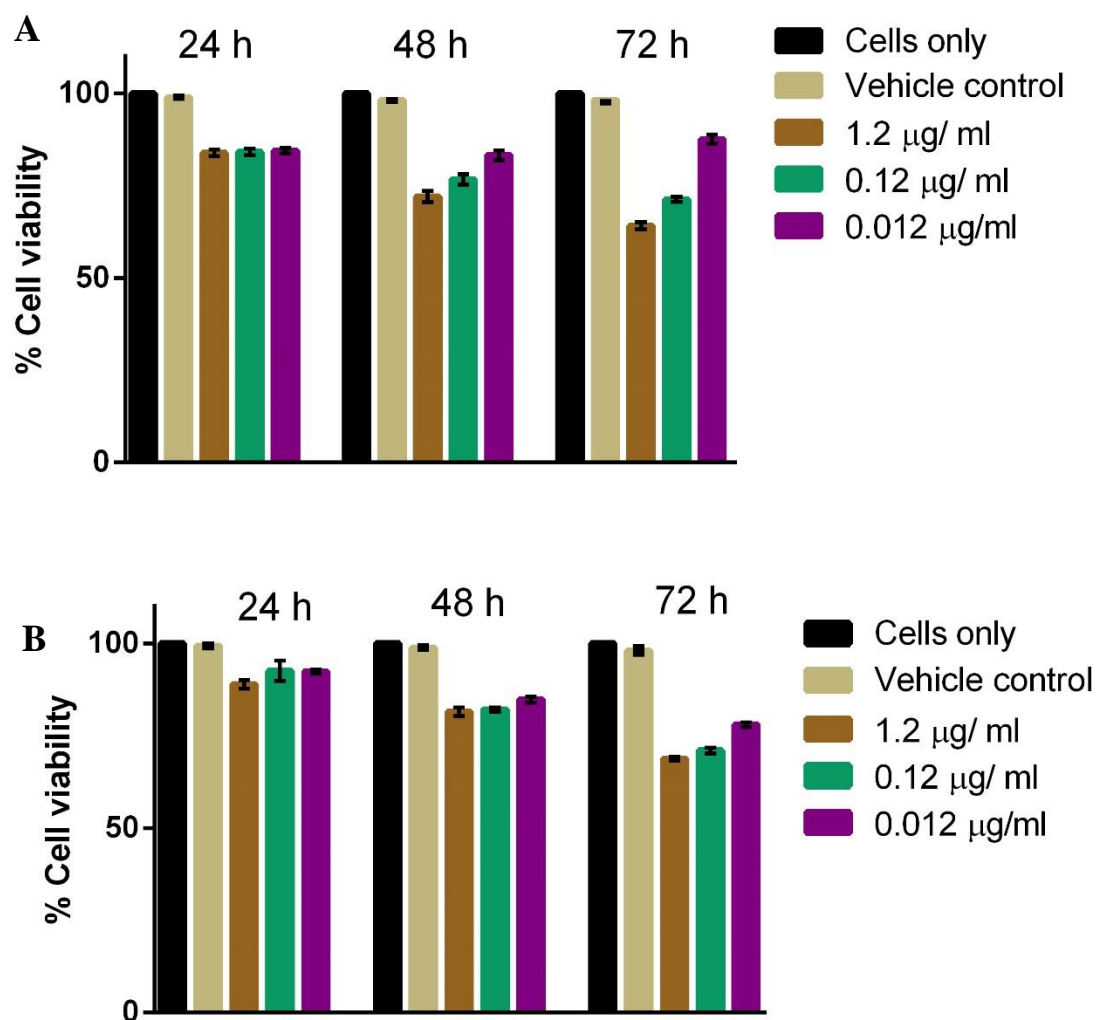 A
24 h 48 h 72 h
Cells only
Vehicle control
1.2 μg/ ml
0.12 μg/ ml
0.012 μg/ml
100
50
0
% Cell viability
B
24 h 48 h 72 h
Cells only
Vehicle control
1.2 μg/ ml
0.12 μg/ ml
0.012 μg/ml
100
50
0
% Cell viability